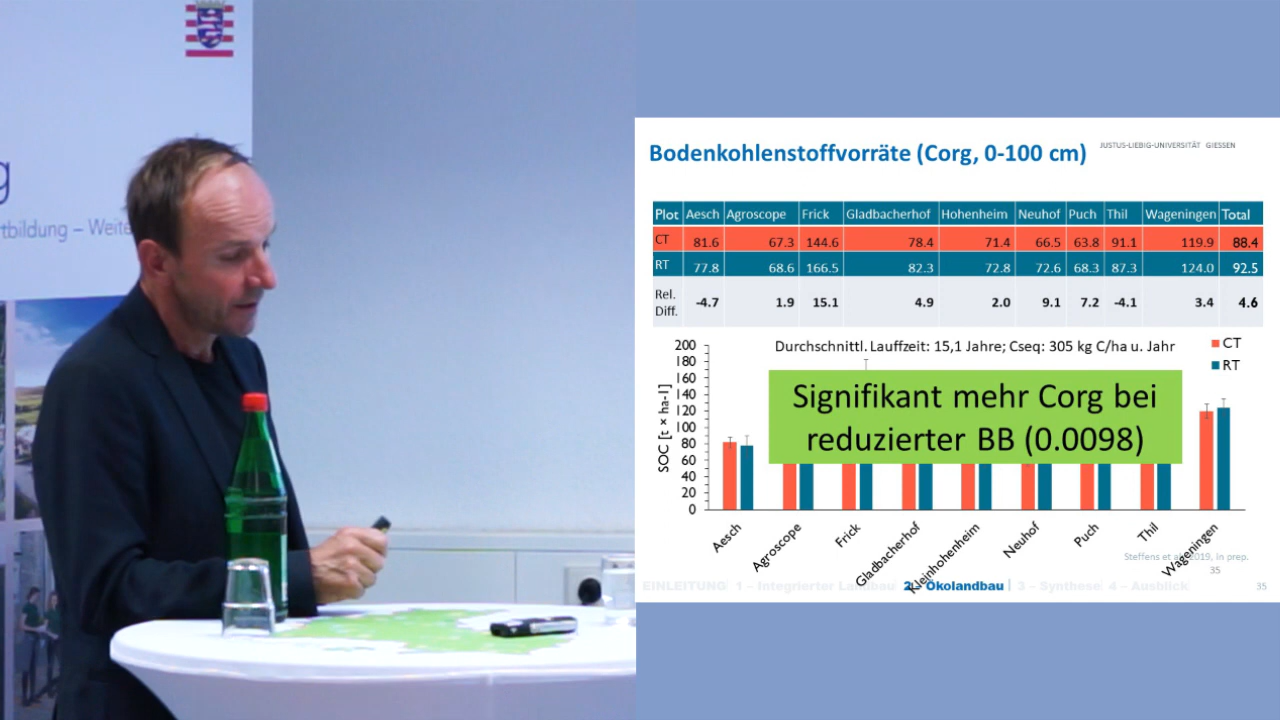 g
tbildung – Weite
Bodenkohlenstoffvorräte (Corg, 0-100 cm)
JUSTUS-LIEBIG-UNIVERSITÄT GIESSEN
Plot Aesch Agroscope Frick Gladbacherhof Hohenheim Neuhof Puch Thil Wageningen Total
CT 81.6 67.3 144.6 78.4 71.4 66.5 63.8 91.1 119.9 88.4
RT 77.8 68.6 166.5 82.3 72.8 72.6 68.3 87.3 124.0 92.5
Rel.
Diff. -4.7 1.9 15.1 4.9 2.0 9.1 7.2 -4.1 3.4 4.6
Durchschnittl. Lauffzeit: 15,1 Jahre; Cseq: 305 kg C/ha u. Jahr
CT
RT
Signifikant mehr Corg bei
reduzierter BB (0.0098)
SOC [t × ha-1]
200
180
160
140
120
100
80
60
40
20
0
Aesch
Agroscope
Frick
Gladbacherhof
Kleinhohenheim
Neuhof
Puch
Thil
Wageningen
Steffens et al. 2019, in prep.
35
EINLEITUNG| 1 – Integrierter Landbau| 2 – Ökolandbau| 3 – Synthese| 4 – Ausblick
35